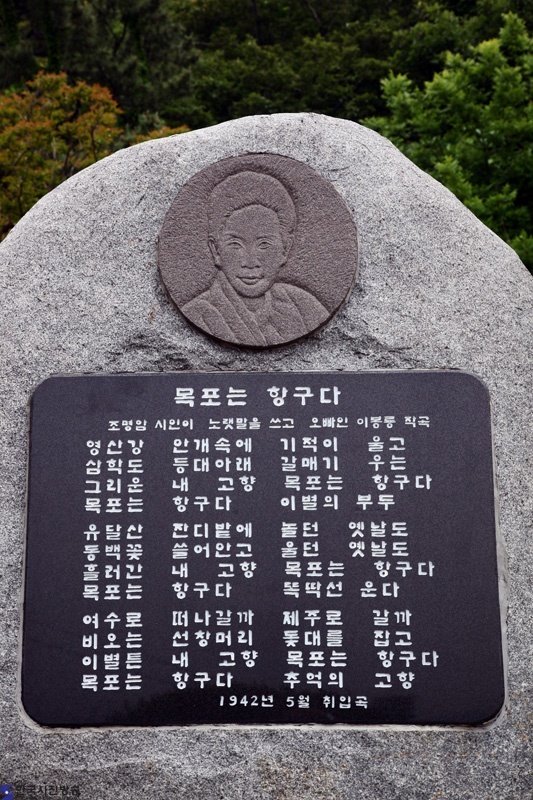 목포는 항구다
조명암 시인이 노랫말을 쓰고 오빠인 이봉룡 작곡
영산강 안개속에 기적이 울고
삼학도 등대아래 갈매기 우는
그리운 내 고향 목포는 항구다
목포는 항구다 이별의 부두
유달산 잔디밭에 놀던 옛날도
동백꽃 쓸어안고 울던 옛날도
흘러간 내 고향 목포는 항구다
목포는 항구다 똑딱선 운다
여수로 떠나갈까 제주로 갈까
비오는 선창머리 돛대를 잡고
이별튼 내 고향 목포는 항구다
목포는 항구다 추억의 고향
1942년 5월 취입곡
한국사진방송